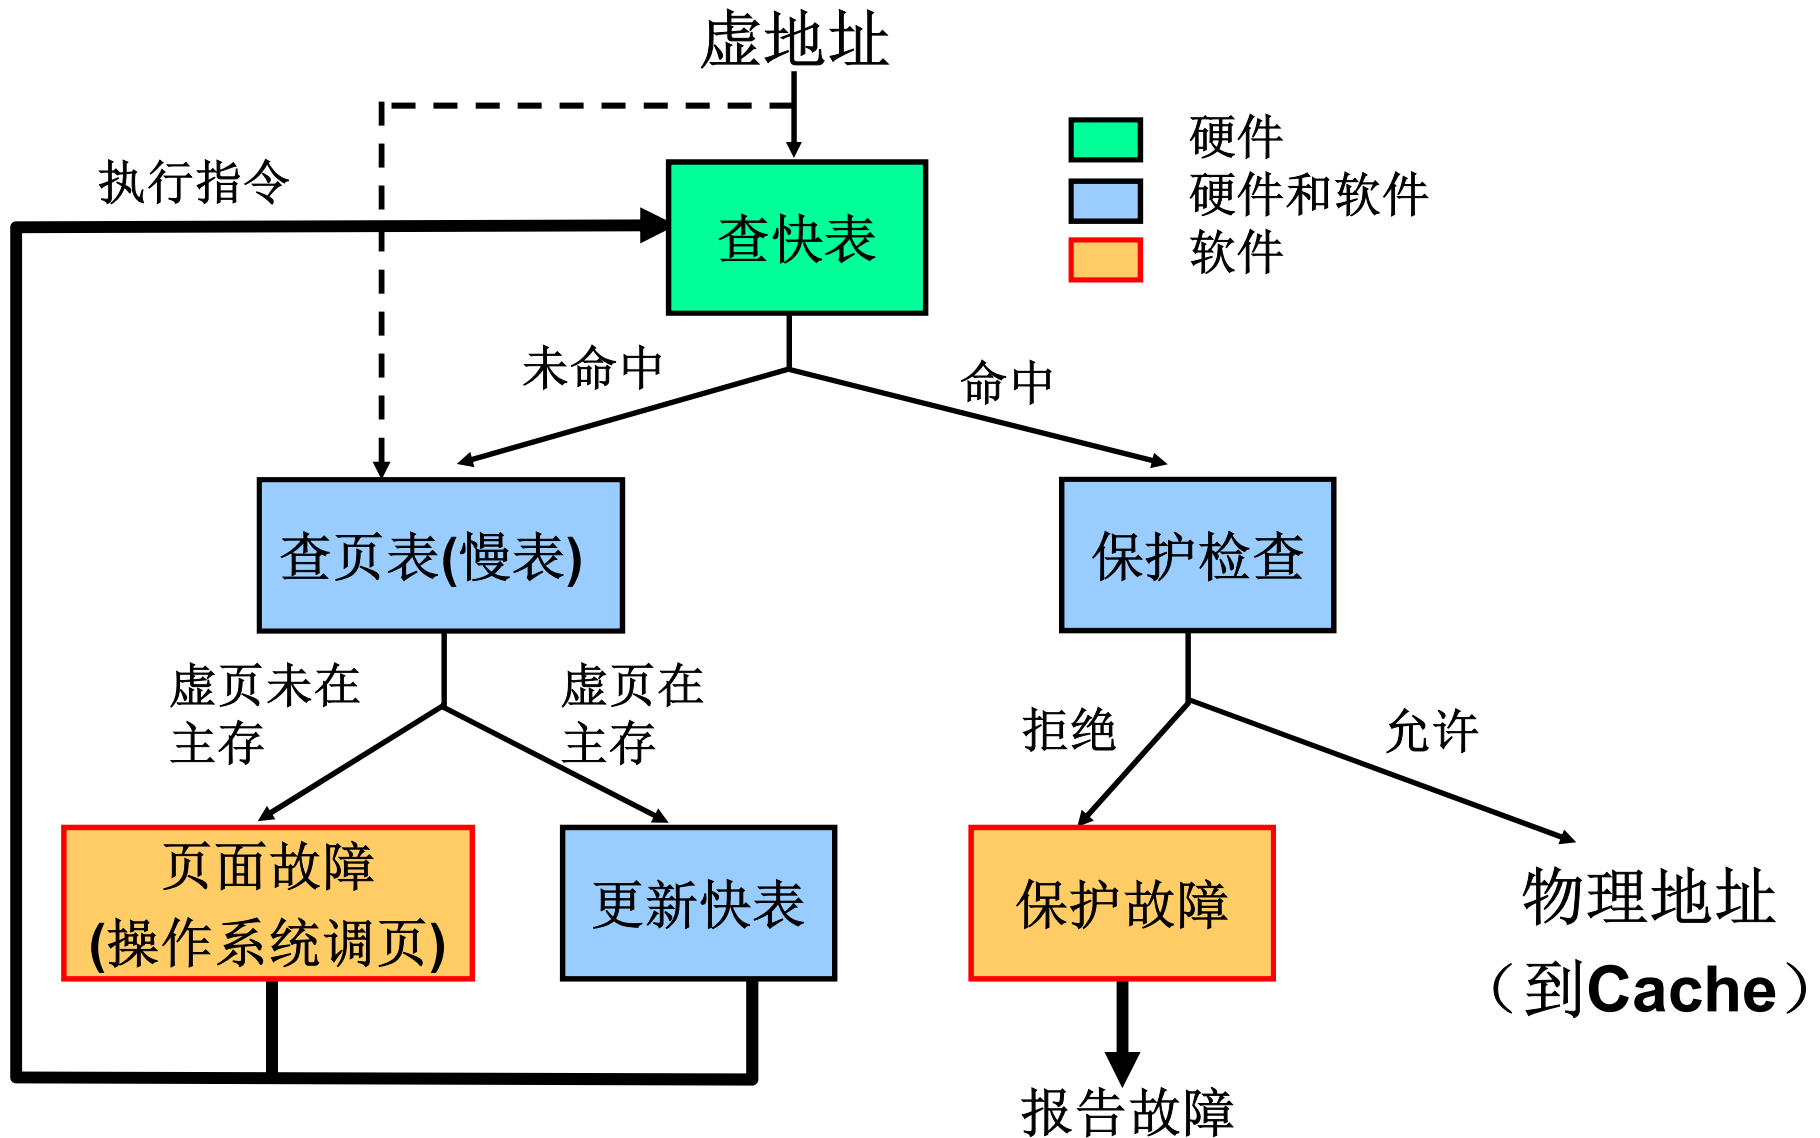 虚地址
硬件
硬件和软件
软件
执行指令
查快表
未命中
命中
查页表(慢表)
保护检查
虚页未在
主存
虚页在
主存
拒绝
允许
页面故障
(操作系统调页)
更新快表
保护故障
物理地址
（到Cache）
报告故障